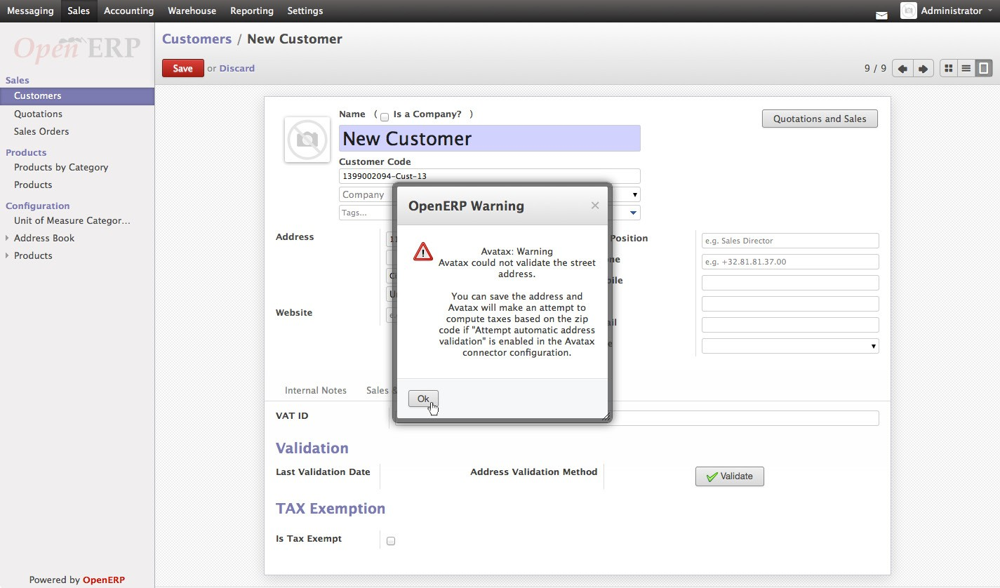 Messaging Sales Accounting Warehouse Reporting Settings Administrator
OpenERP
Sales
Customers
Quotations
Sales Orders
Products
Products by Category
Products
Configuration
Unit of Measure Categor...
Address Book
Products
Powered by OpenERP
Customers / New Customer
Save or Discard
9 / 9
Name ( Is a Company? )
Quotations and Sales
New Customer
Customer Code
1399002094-Cust-13
Company
Tags...
Address
11
Position
e.g. Sales Director
e.g. +32.81.81.37.00
Website
OpenERP Warning ×
Avatax: Warning
Avatax could not validate the street
address.
You can save the address and
Avatax will make an attempt to
compute taxes based on the zip
code if "Attempt automatic address
validation" is enabled in the Avatax
connector configuration.
Ok
Internal Notes Sales &
VAT ID
Validation
Last Validation Date Address Validation Method Validate
TAX Exemption
Is Tax Exempt